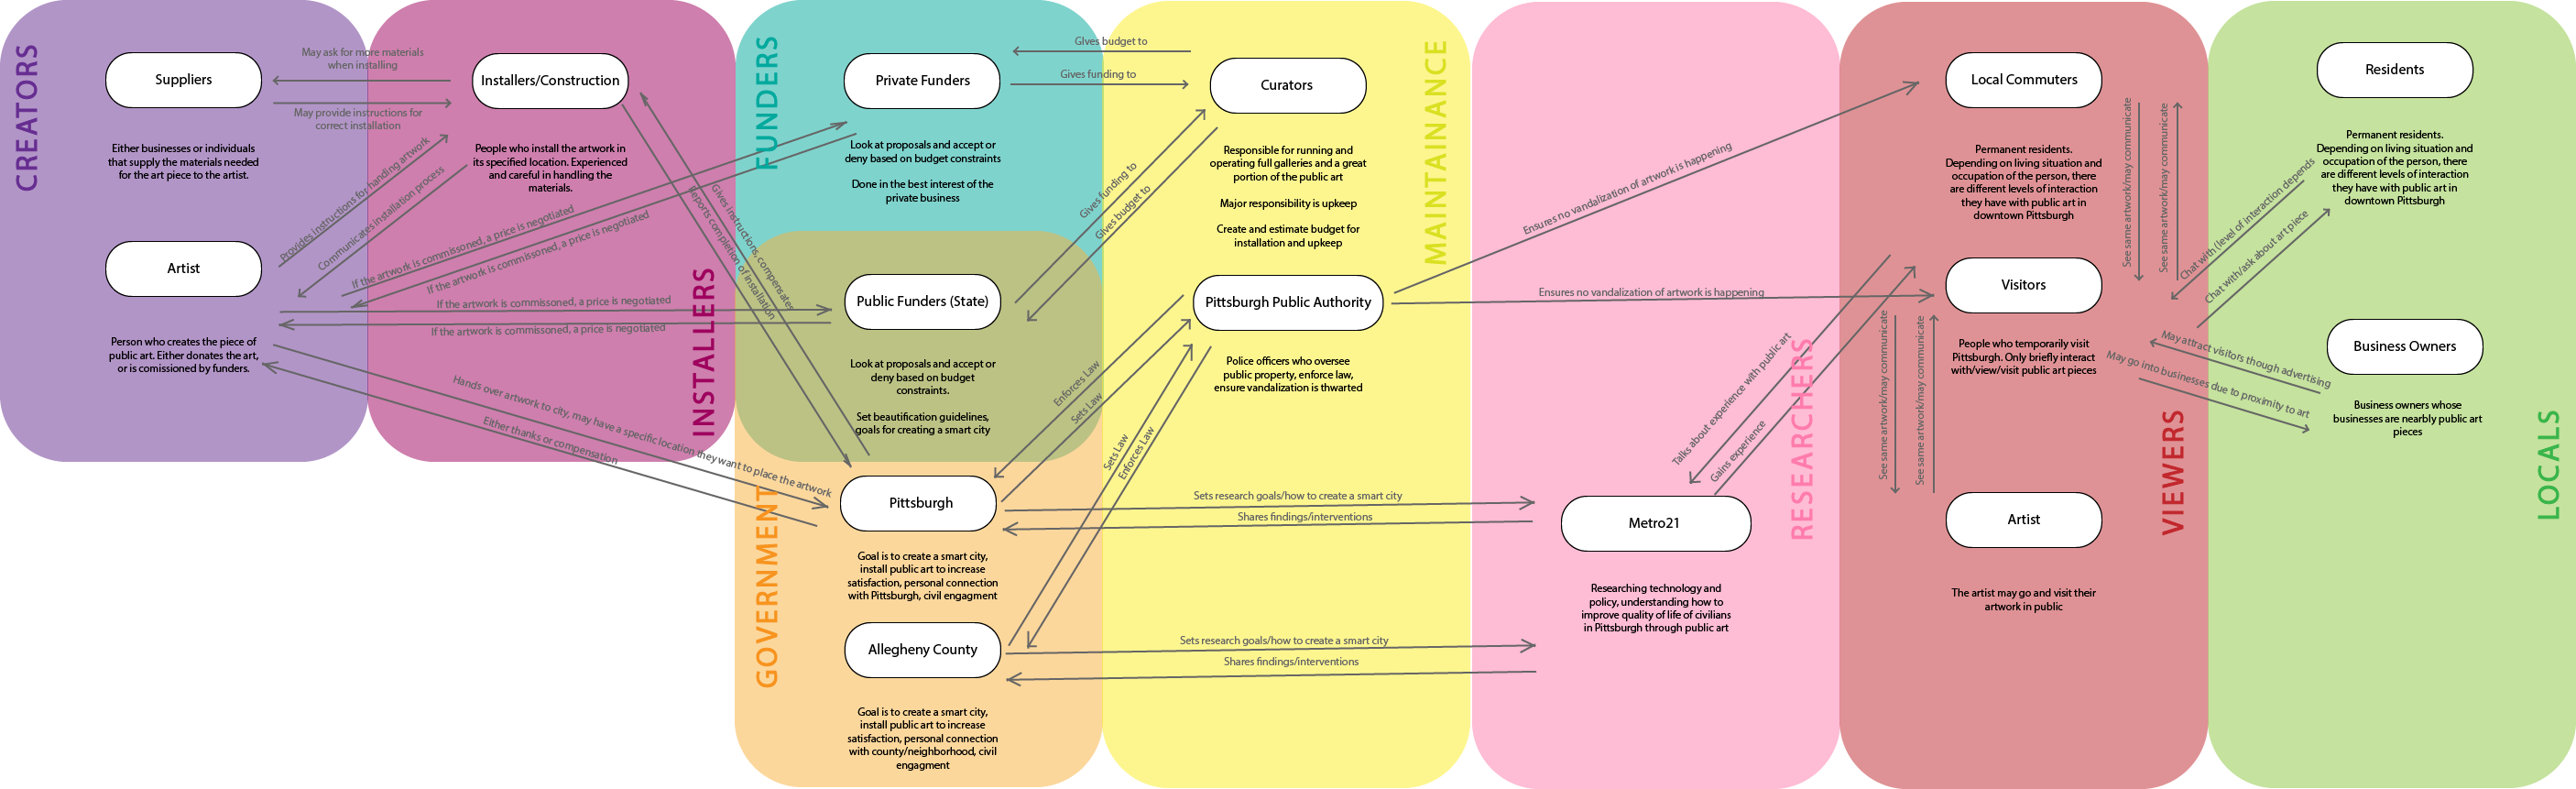 CREATORS
Suppliers
Either businesses or individuals
that supply the materials needed
for the art piece to the artist.
Artist
Person who creates the piece of
public art. Either donates the art,
or is comissioned by funders.
May ask for more materials
when installing
May provide instructions for
correct installation
provides instructions for handing artwork
Communicates installation process
INSTALLERS
Installers/Construction
People who install the artwork in
its specified location. Experienced
and careful in handling the
materials.
If the artwork is commissoned, a price is negotiated
If the artwork is commissoned, a price is negotiated
If the artwork is commissoned, a price is negotiated
If the artwork is commissoned, a price is negotiated
Hands over artwork to city, may have a specific location they want to place the artwork
Either thanks or compensation
Gives instructions, compensates
Reports completion of installation
FUNDERS
Private Funders
Look at proposals and accept or
deny based on budget constraints
Done in the best interest of the
private business
Public Funders (State)
Look at proposals and accept or
deny based on budget
constraints.
Set beautification guidelines,
goals for creating a smart city
GOVERNMENT
Pittsburgh
Goal is to create a smart city,
install public art to increase
satisfaction, personal connection
with Pittsburgh, civil engagment
Allegheny County
Goal is to create a smart city,
install public art to increase
satisfaction, personal connection
with county/neighborhood, civil
engagment
GIves budget to
Gives funding to
Gives funding to
Gives budget to
Enforces Law
Sets Law
Sets Law
Enforces Law
MAINTAINANCE
Curators
Responsible for running and
operating full galleries and a great
portion of the public art
Major responsibility is upkeep
Create and estimate budget for
installation and upkeep
Pittsburgh Public Authority
Police officers who oversee
public property, enforce law,
ensure vandalization is thwarted
Sets research goals/how to create a smart city
Shares findings/interventions
Sets research goals/how to create a smart city
Shares findings/interventions
Ensures no vandalization of artwork is happening
Ensures no vandalization of artwork is happening
RESEARCHERS
Metro21
Researching technology and
policy, understanding how to
improve quality of life of civilians
in Pittsburgh through public art
Talks about experience with public art
Gains experience
VIEWERS
Local Commuters
Permanent residents.
Depending on living situation and
occupation of the person, there
are different levels of interaction
they have with public art in
downtown Pittsburgh
See same artwork/may communicate
See same artwork/may communicate
Visitors
People who temporarily visit
Pittsburgh. Only briefly interact
with/view/visit public art pieces
See same artwork/may communicate
See same artwork/may communicate
Artist
The artist may go and visit their
artwork in public
Chat with (level of interaction depends
Chat with/ask about art piece
May attract visitors though advertising
May go into businesses due to proximity to art
LOCALS
Residents
Permanent residents.
Depending on living situation and
occupation of the person, there
are different levels of interaction
they have with public art in
downtown Pittsburgh
Business Owners
Business owners whose
businesses are nearbly public art
pieces